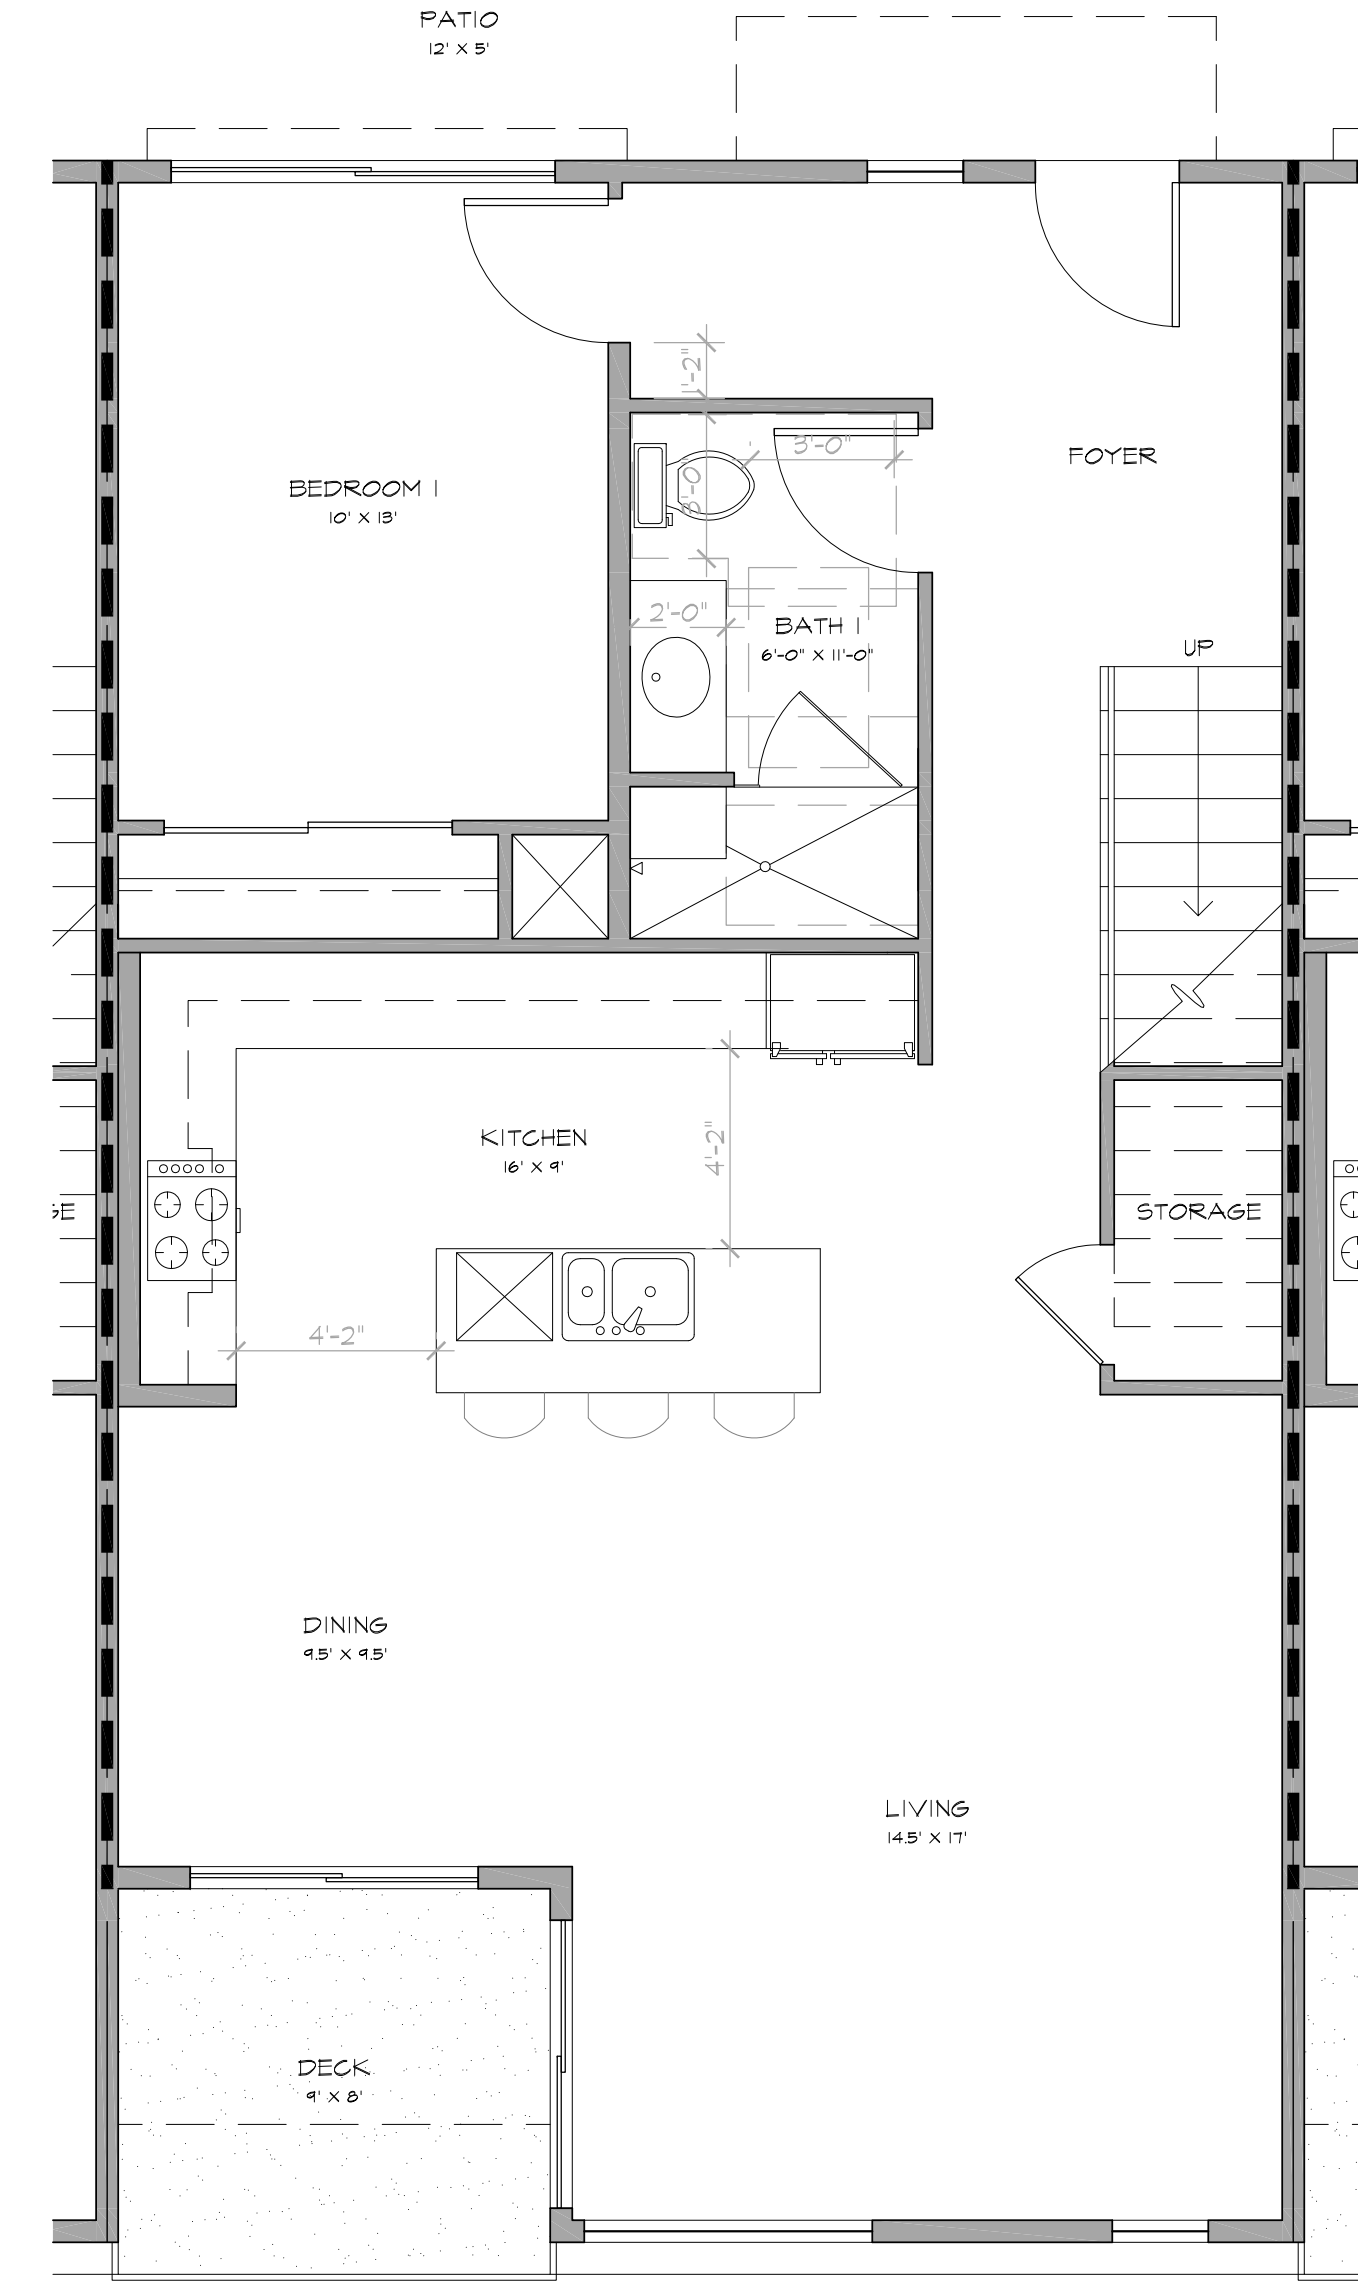 PATIO
12' X 5'
1'-2"
3'-0"
3'-0"
FOYER
BEDROOM 1
10' X 13'
2'-0"
BATH 1
6'-0" X 11'-0"
UP
KITCHEN
16' X 9'
4'-2"
GE
STORAGE
4'-2"
DINING
9.5' X 9.5'
LIVING
14.5' X 17'
DECK
9' X 8'